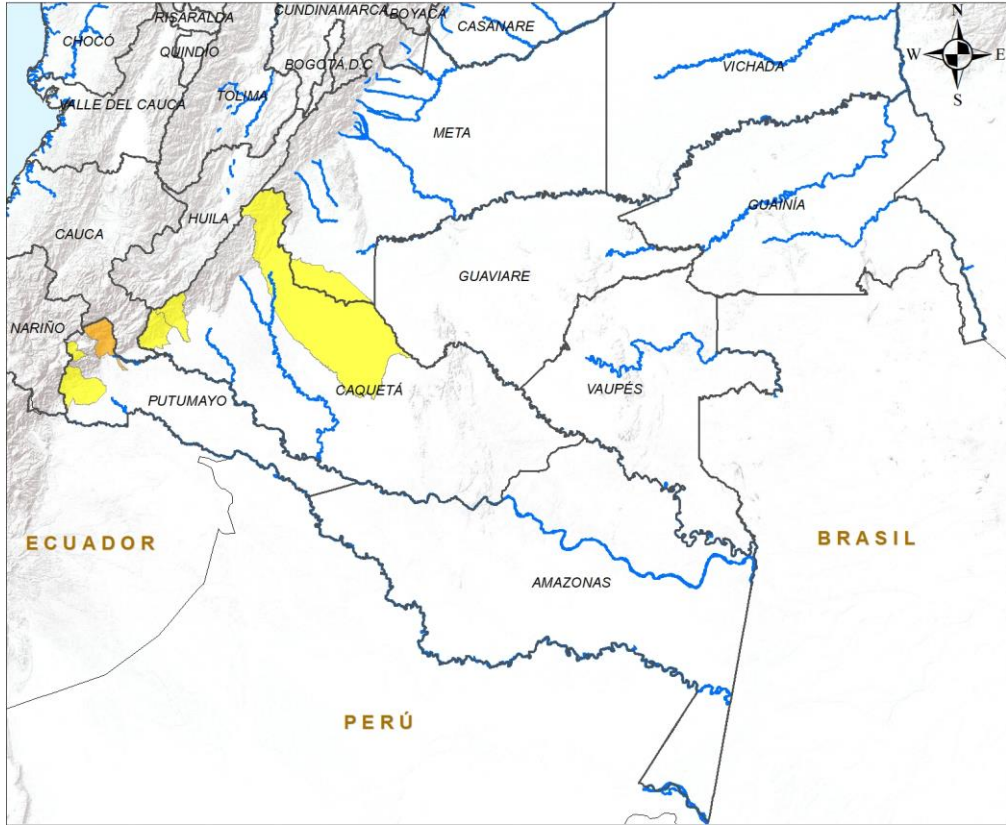 RISARALDA
CUNDINAMARCA
BOYACÁ
CASANARE
N
CHOCÓ
QUINDÍO
BOGOTÁ D.C
W
E
VICHADA
S
VALLE DEL CAUCA
TOLIMA
META
GUAINÍA
HUILA
CAUCA
GUAVIARE
NARIÑO
CAQUETÁ
VAUPÉS
PUTUMAYO
ECUADOR
BRASIL
AMAZONAS
PERÚ